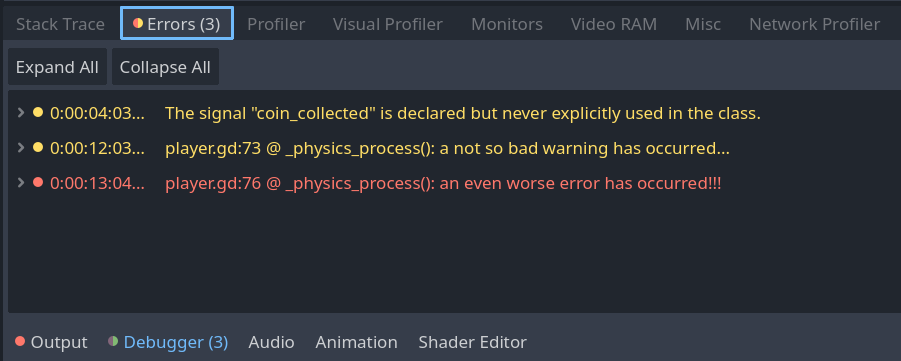 Stack Trace Errors (3) Profiler Visual Profiler Monitors Video RAM Misc Network Profiler
Expand All Collapse All
0:00:04:03... The signal "coin_collected" is declared but never explicitly used in the class.
0:00:12:03... player.gd:73 @ _physics_process(): a not so bad warning has occurred...
0:00:13:04... player.gd:76 @ _physics_process(): an even worse error has occurred!!!
Output Debugger (3) Audio Animation Shader Editor